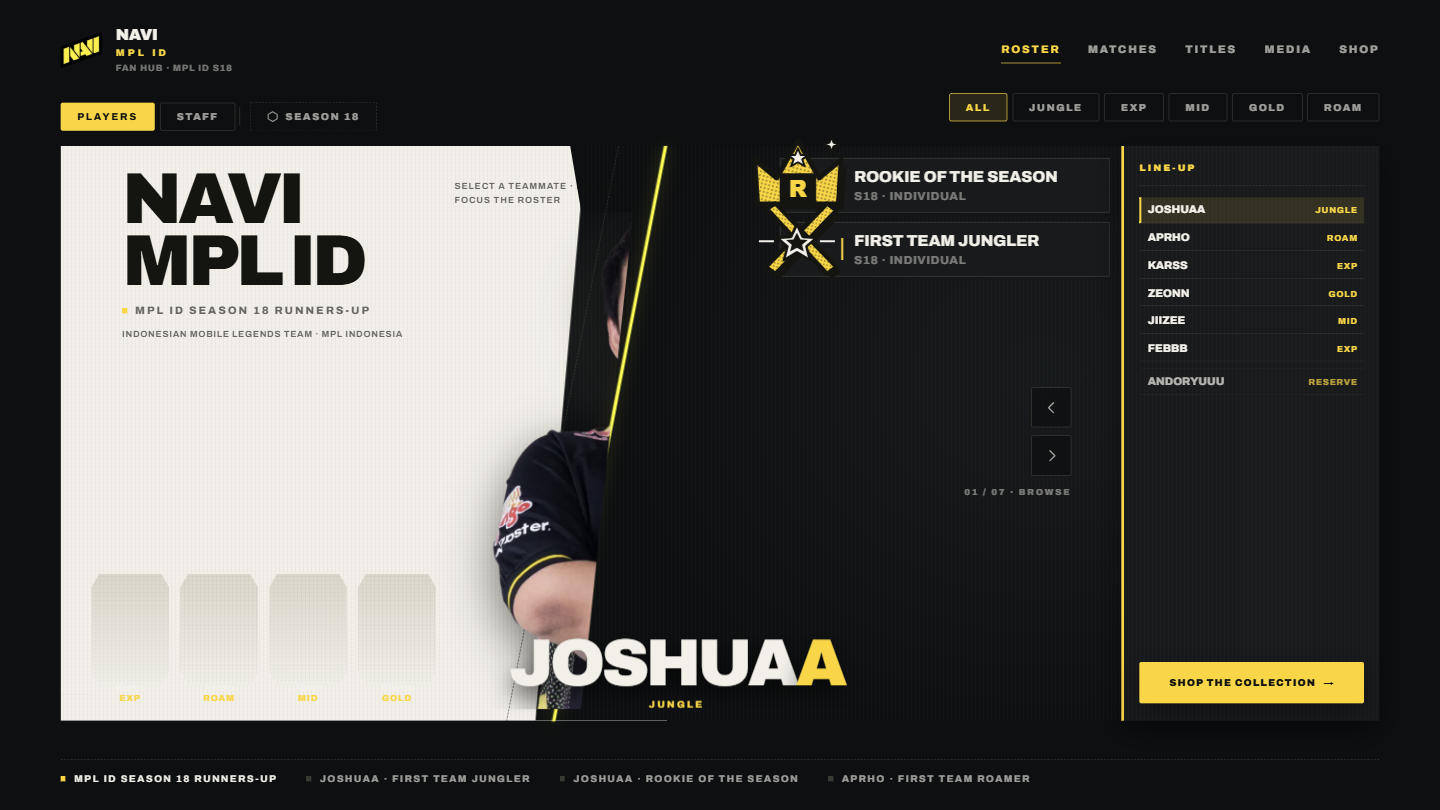 NAVI
MPL ID
FAN HUB · MPL ID S18
ROSTER
MATCHES
TITLES
MEDIA
SHOP
PLAYERS
STAFF
SEASON 18
ALL
JUNGLE
EXP
MID
GOLD
ROAM
NAVI
MPL ID
MPL ID SEASON 18 RUNNERS-UP
INDONESIAN MOBILE LEGENDS TEAM · MPL INDONESIA
SELECT A TEAMMATE ·
FOCUS THE ROSTER
R
ROOKIE OF THE SEASON
S18 · INDIVIDUAL
FIRST TEAM JUNGLER
S18 · INDIVIDUAL
01 / 07 · BROWSE
EXP
ROAM
MID
GOLD
JOSHUAA
JUNGLE
LINE-UP
JOSHUAA JUNGLE
APRHO ROAM
KARSS EXP
ZEONN GOLD
JIIZEE MID
FEBBB EXP
ANDORYUUU RESERVE
SHOP THE COLLECTION →
MPL ID SEASON 18 RUNNERS-UP
JOSHUAA · FIRST TEAM JUNGLER
JOSHUAA · ROOKIE OF THE SEASON
APRHO · FIRST TEAM ROAMER